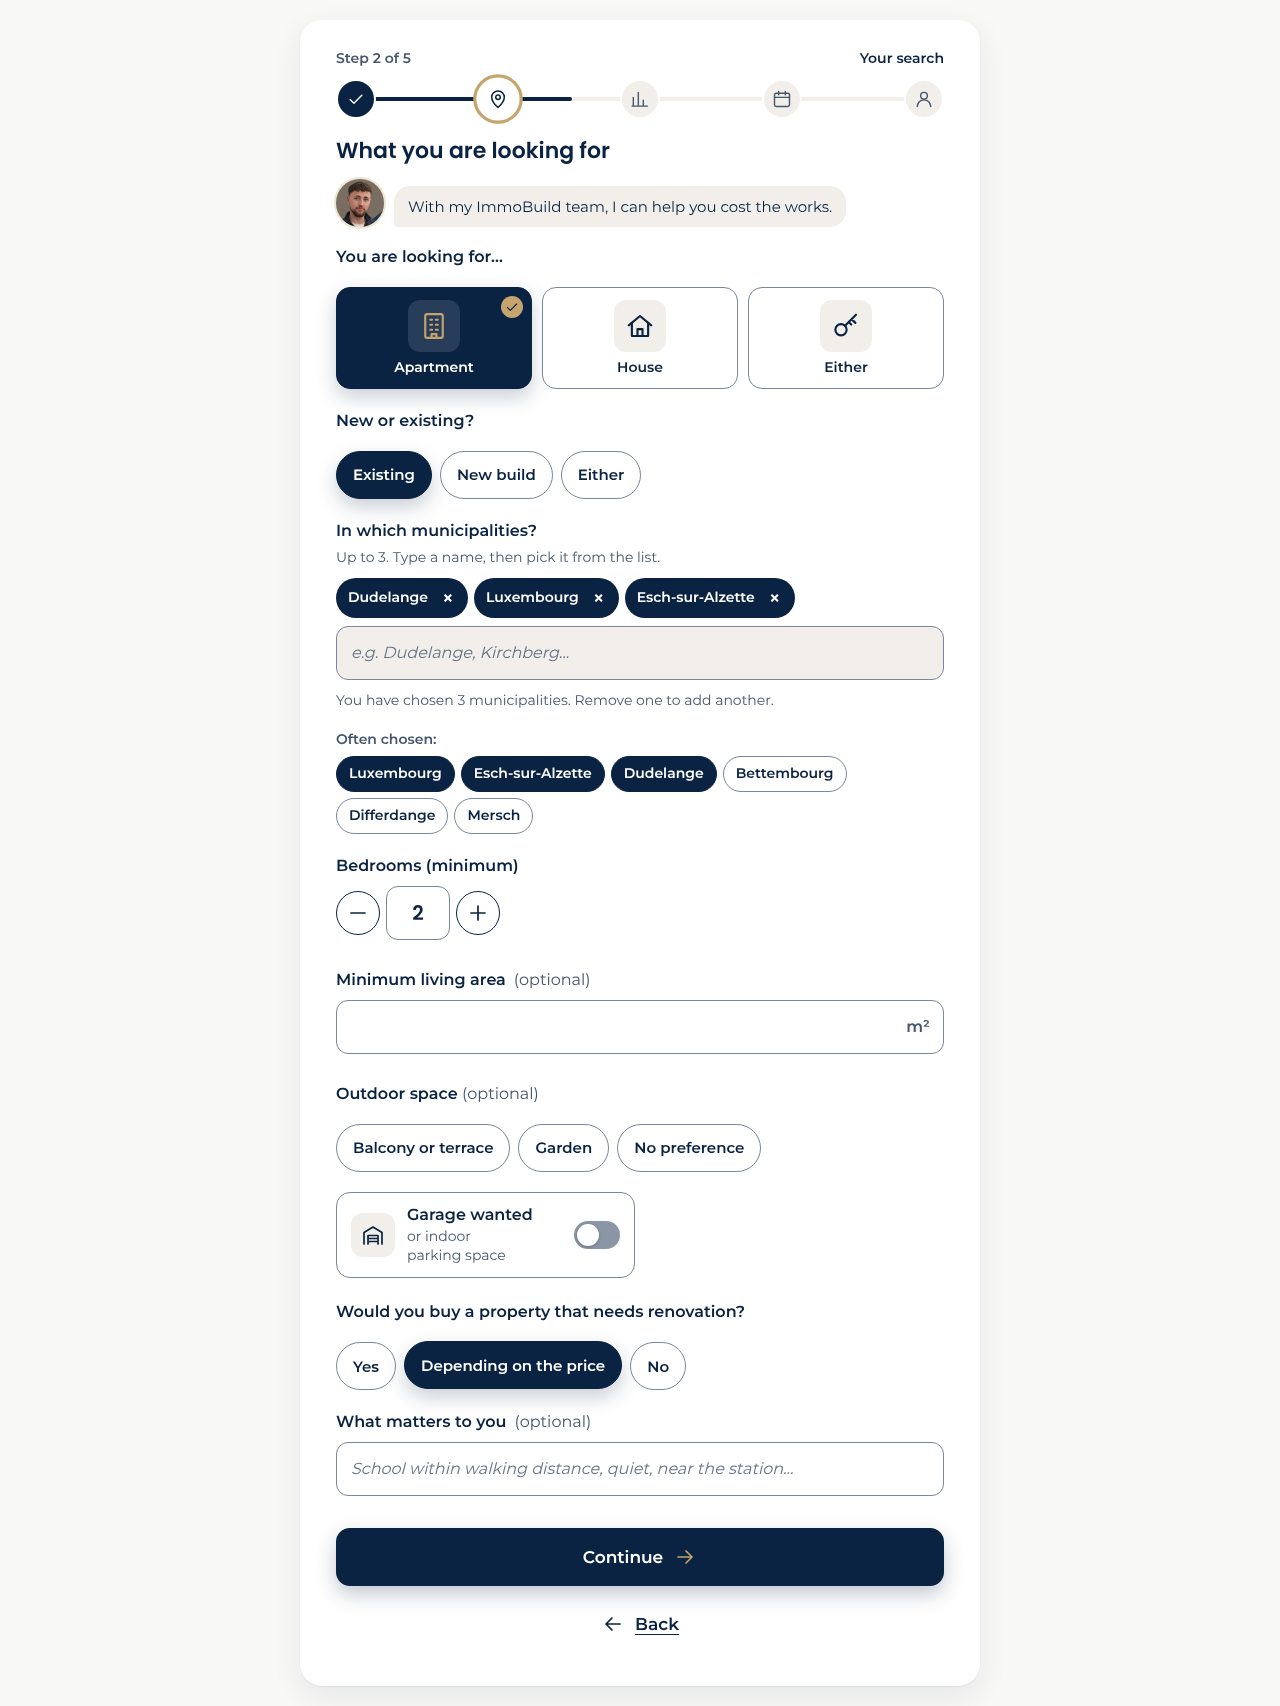 Step 2 of 5
Your search
What you are looking for
With my ImmoBuild team, I can help you cost the works.
You are looking for...
Apartment
House
Either
New or existing?
Existing
New build
Either
In which municipalities?
Up to 3. Type a name, then pick it from the list.
Dudelange ×
Luxembourg ×
Esch-sur-Alzette ×
e.g. Dudelange, Kirchberg...
You have chosen 3 municipalities. Remove one to add another.
Often chosen:
Luxembourg
Esch-sur-Alzette
Dudelange
Bettembourg
Differdange
Mersch
Bedrooms (minimum)
2
Minimum living area (optional)
m²
Outdoor space (optional)
Balcony or terrace
Garden
No preference
Garage wanted
or indoor
parking space
Would you buy a property that needs renovation?
Yes
Depending on the price
No
What matters to you (optional)
School within walking distance, quiet, near the station...
Continue →
← Back